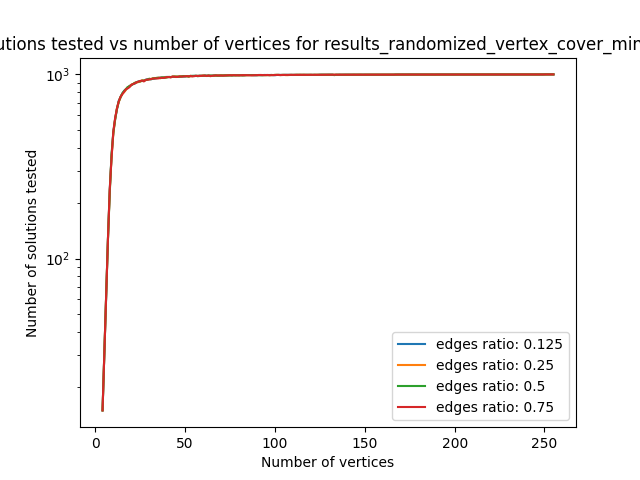 tested vs number of vertices for results_randomized_vertex_cover_min
10³
10²
Number of solutions tested
0 50 100 150 200 250
Number of vertices
edges ratio: 0.125
edges ratio: 0.25
edges ratio: 0.5
edges ratio: 0.75